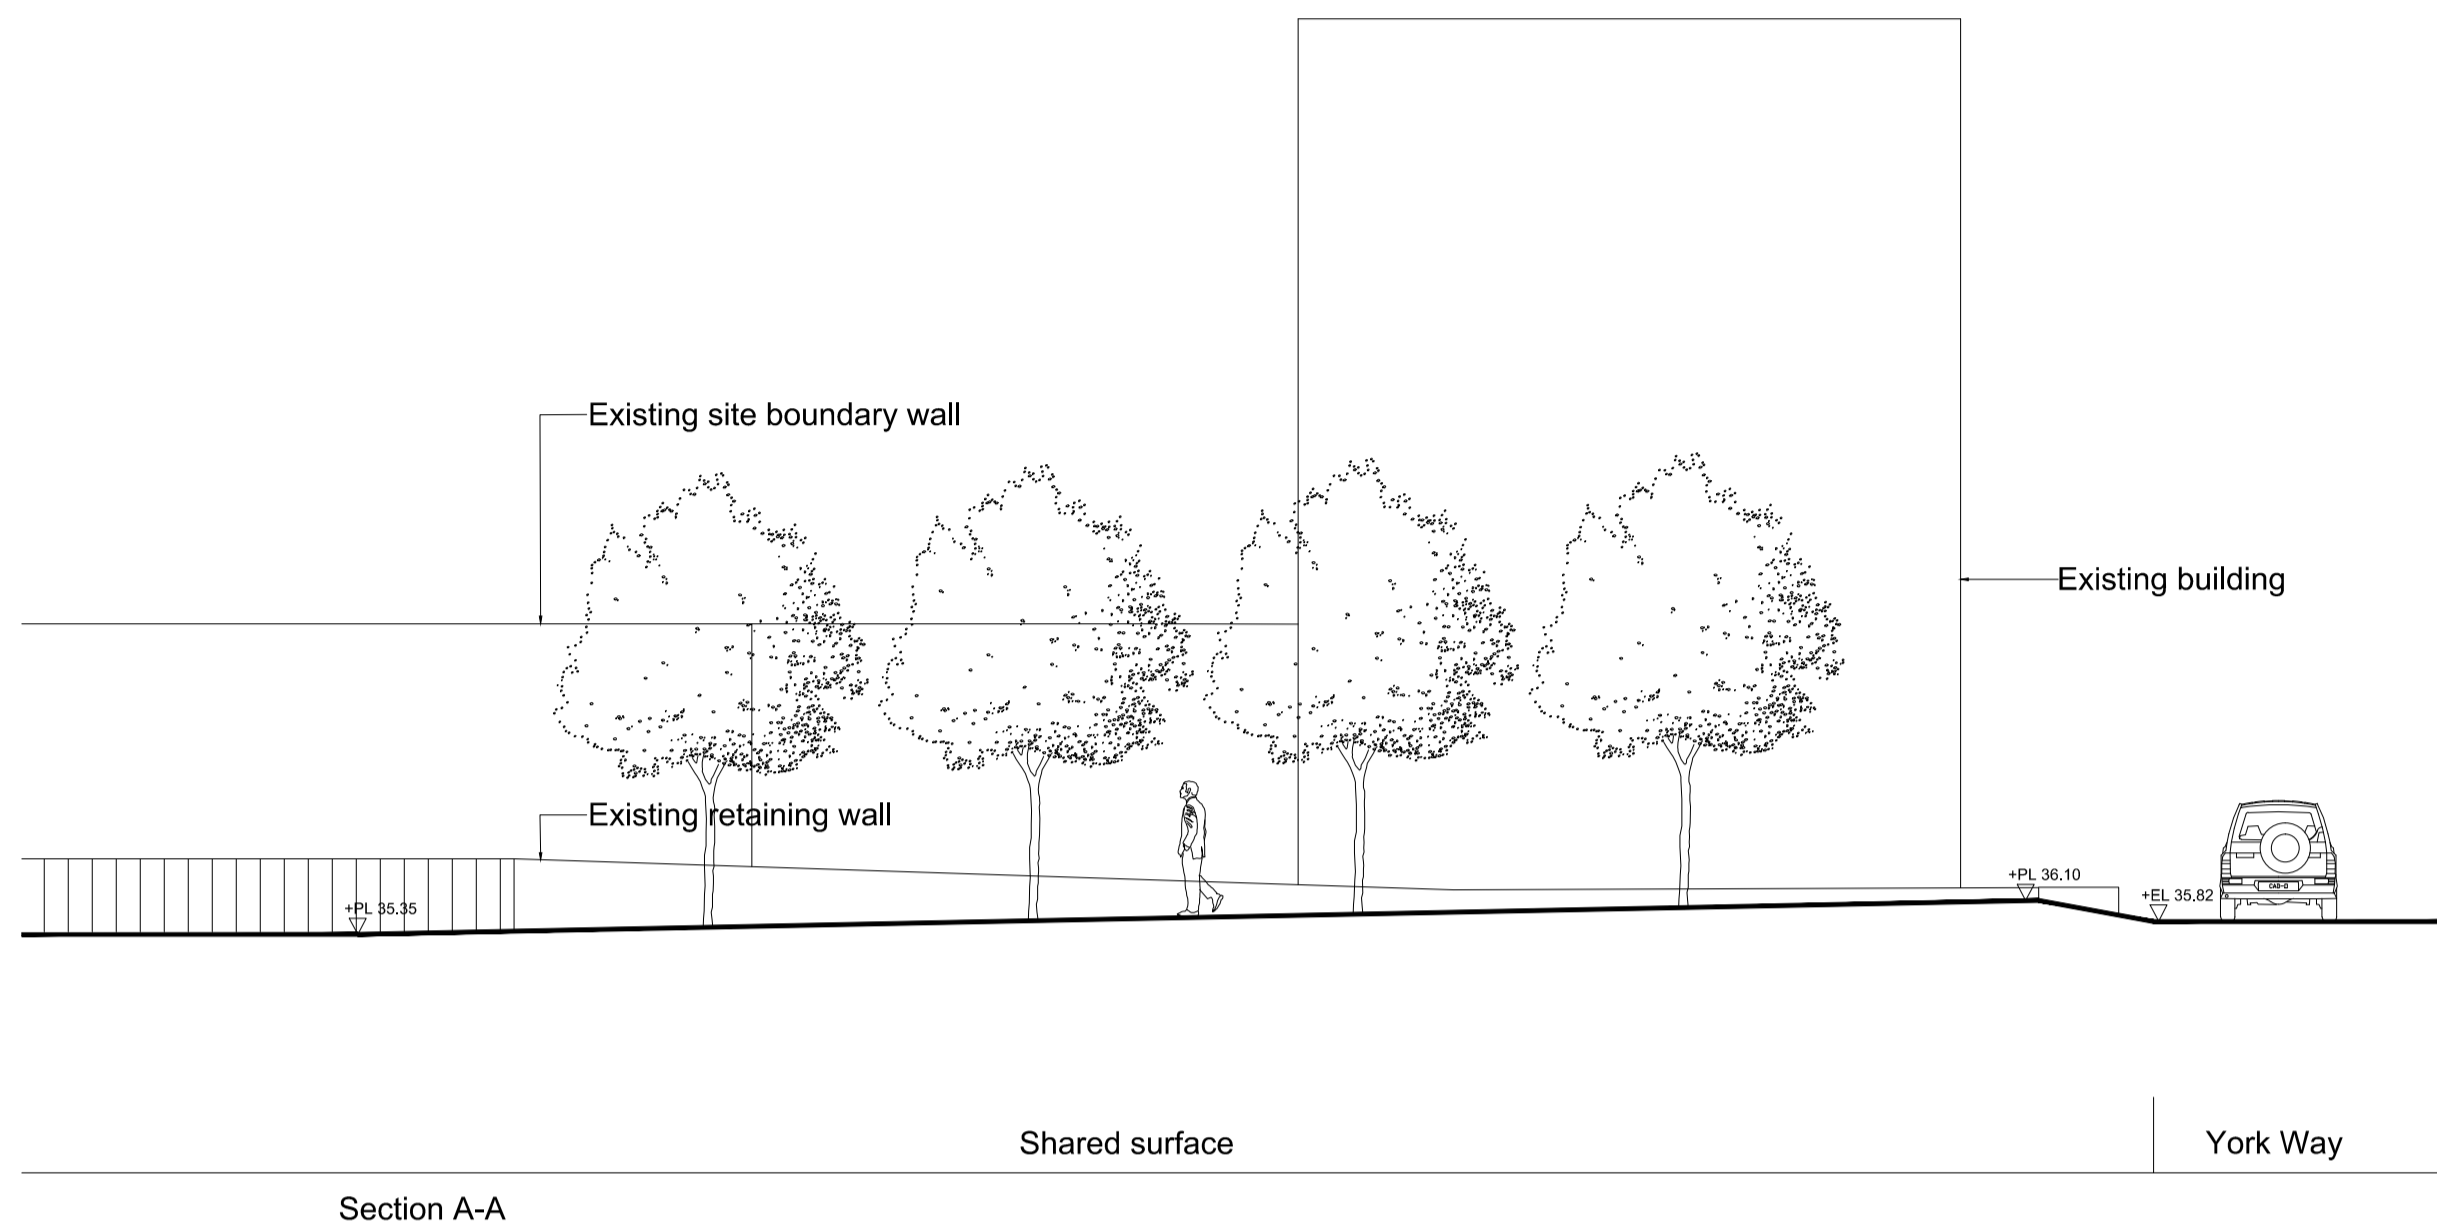 Existing site boundary wall
Existing building
Existing retaining wall
+PL 35.35
+PL 36.10
+EL 35.82
Shared surface
York Way
Section A-A